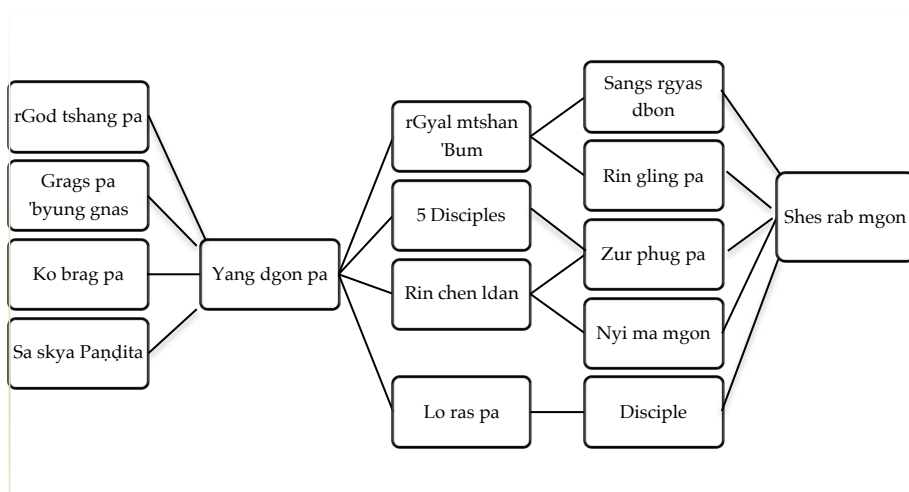 rGod tshang pa
Grags pa
'byung gnas
Ko brag pa
Sa skya Paṇḍita
Yang dgon pa
rGyal mtshan
'Bum
5 Disciples
Rin chen ldan
Lo ras pa
Sangs rgyas
dbon
Rin gling pa
Zur phug pa
Nyi ma mgon
Disciple
Shes rab mgon